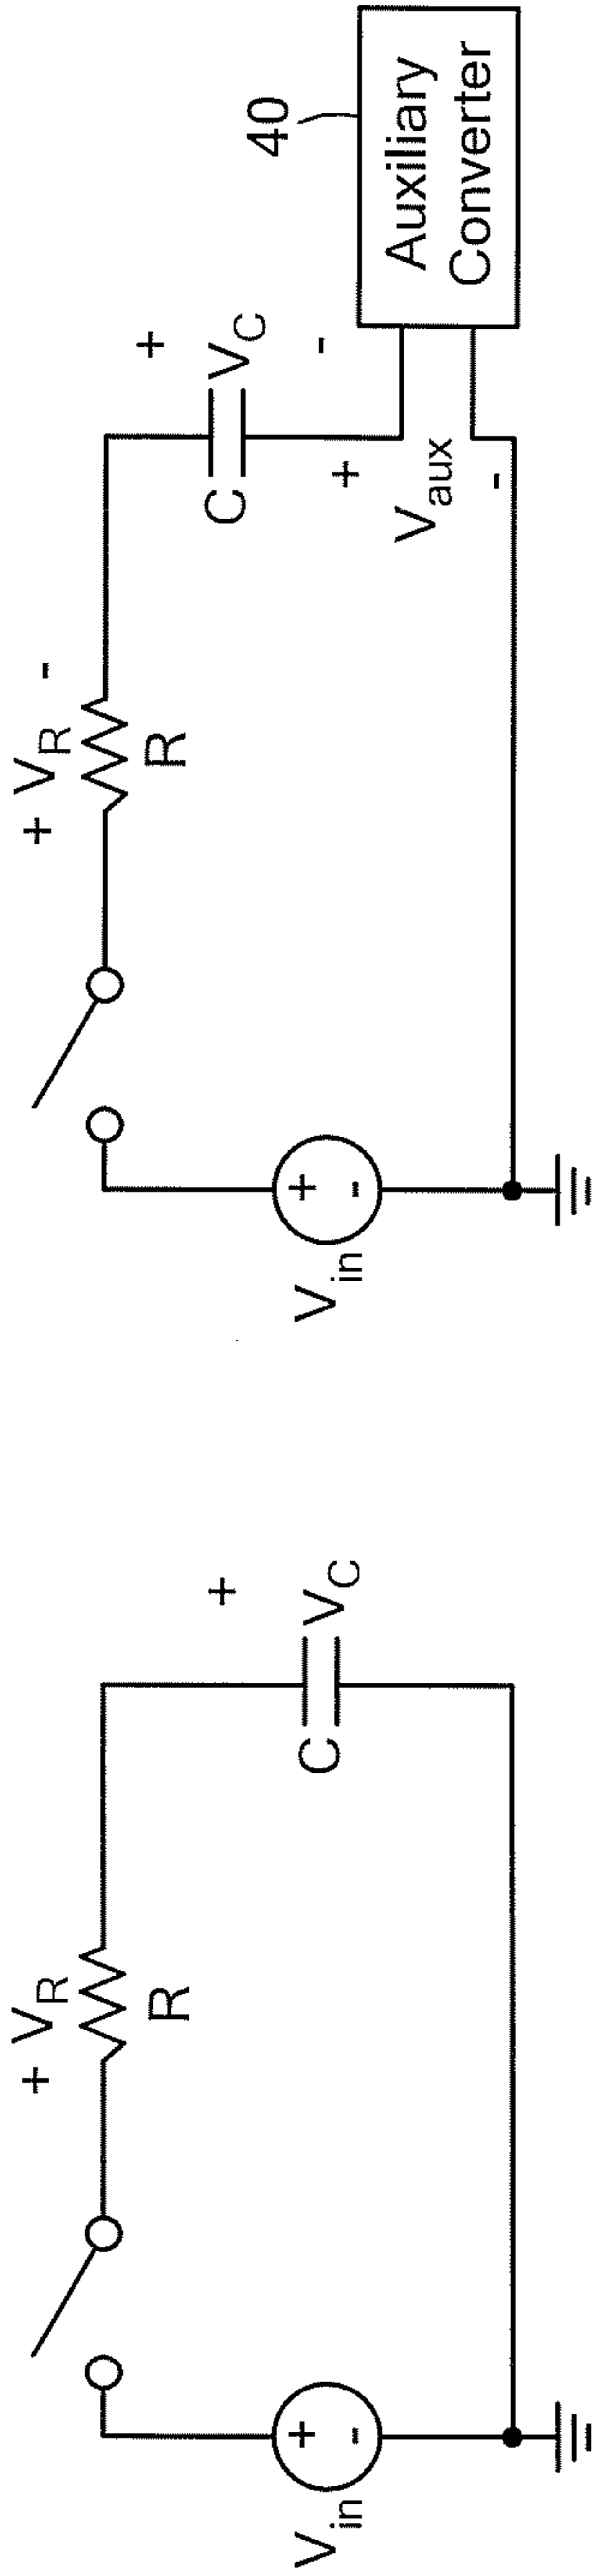 + V_R
R
+
C V_C
V_in
+
-
+ V_R -
R
+
C V_C
-
+
V_aux
-
V_in
+
-
40
Auxiliary
Converter